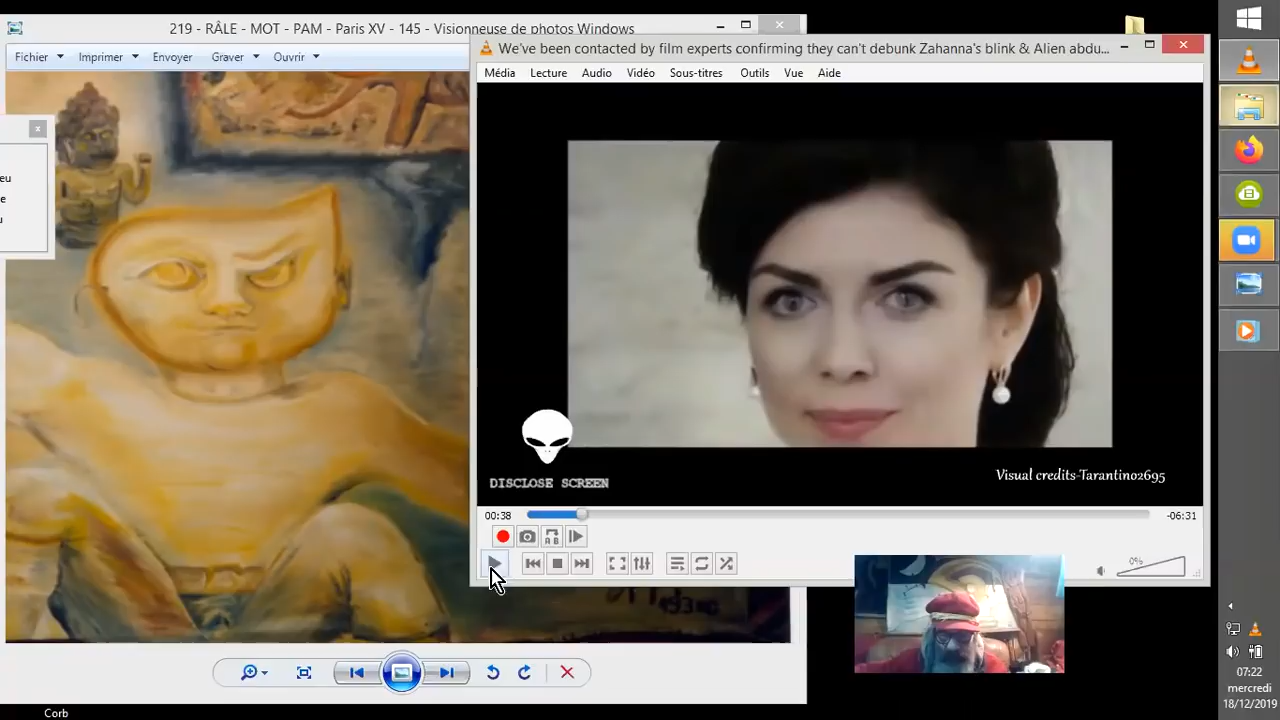 219 - RÂLE - MOT - PAM - Paris XV - 145 - Visionneuse de photos Windows
Fichier Imprimer Envoyer Graver Ouvrir
We've been contacted by film experts confirming they can't debunk Zahanna's blink & Alien abdu...
Média Lecture Audio Vidéo Sous-titres Outils Vue Aide
eu
e
u
DISCLOSE SCREEN
Visual credits-Tarantino2695
00:38
-06:31
A B
0%
07:22
mercredi
18/12/2019
Corb